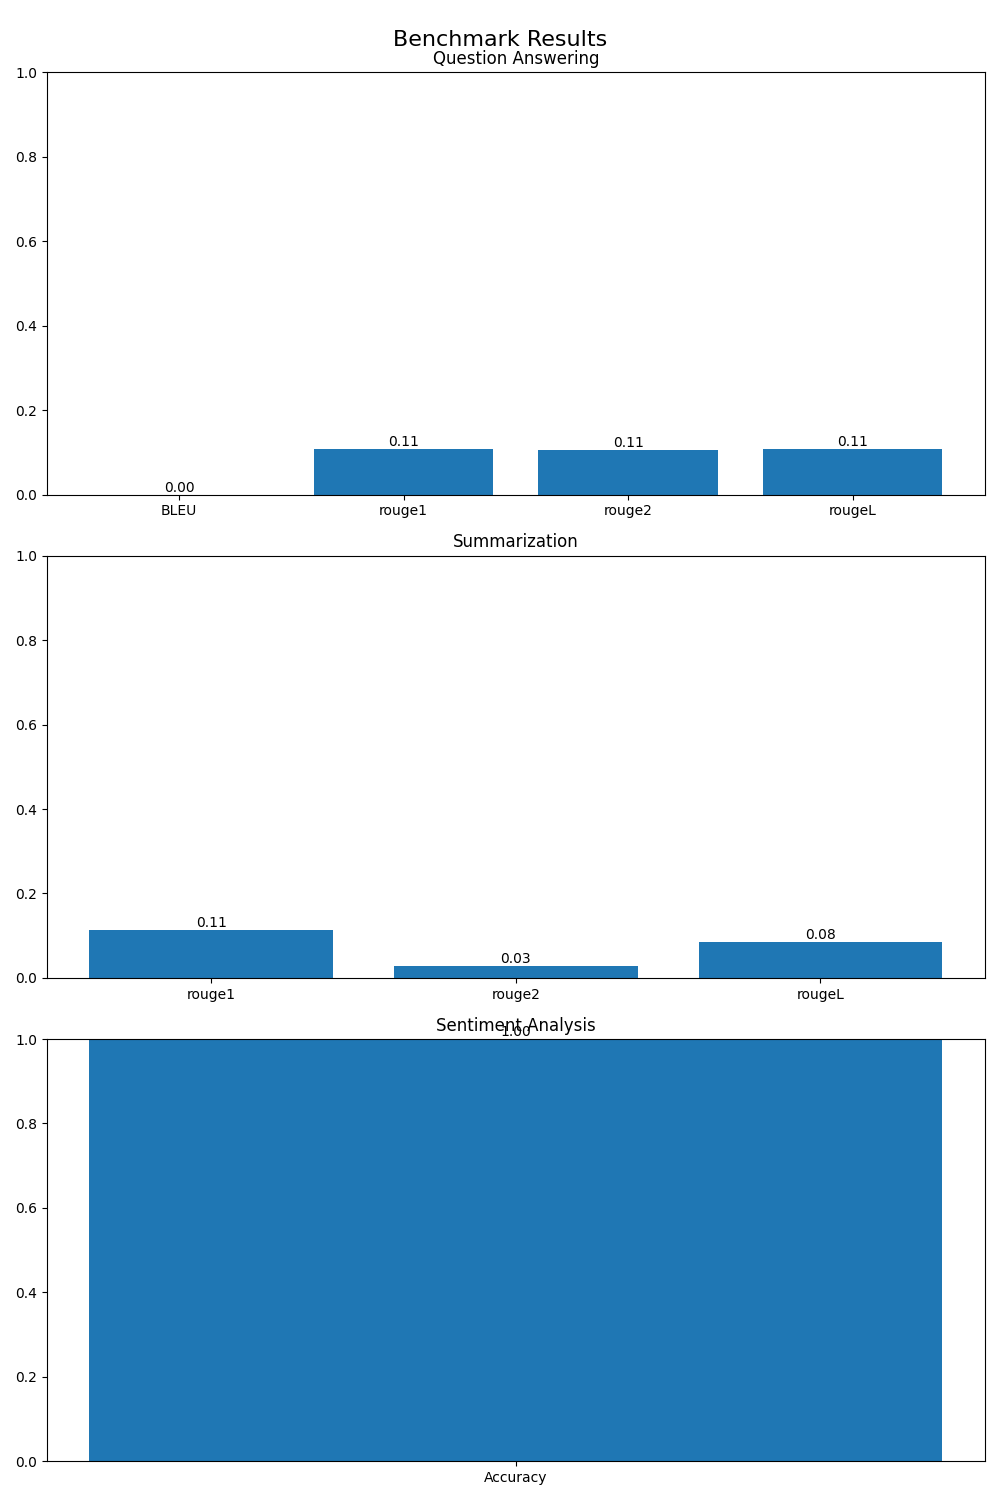 Benchmark Results
Question Answering
1.0
0.8
0.6
0.4
0.2
0.0
0.00
0.11
0.11
0.11
BLEU
rouge1
rouge2
rougeL
Summarization
1.0
0.8
0.6
0.4
0.2
0.0
0.11
0.03
0.08
rouge1
rouge2
rougeL
Sentiment Analysis
1.00
1.0
0.8
0.6
0.4
0.2
0.0
Accuracy